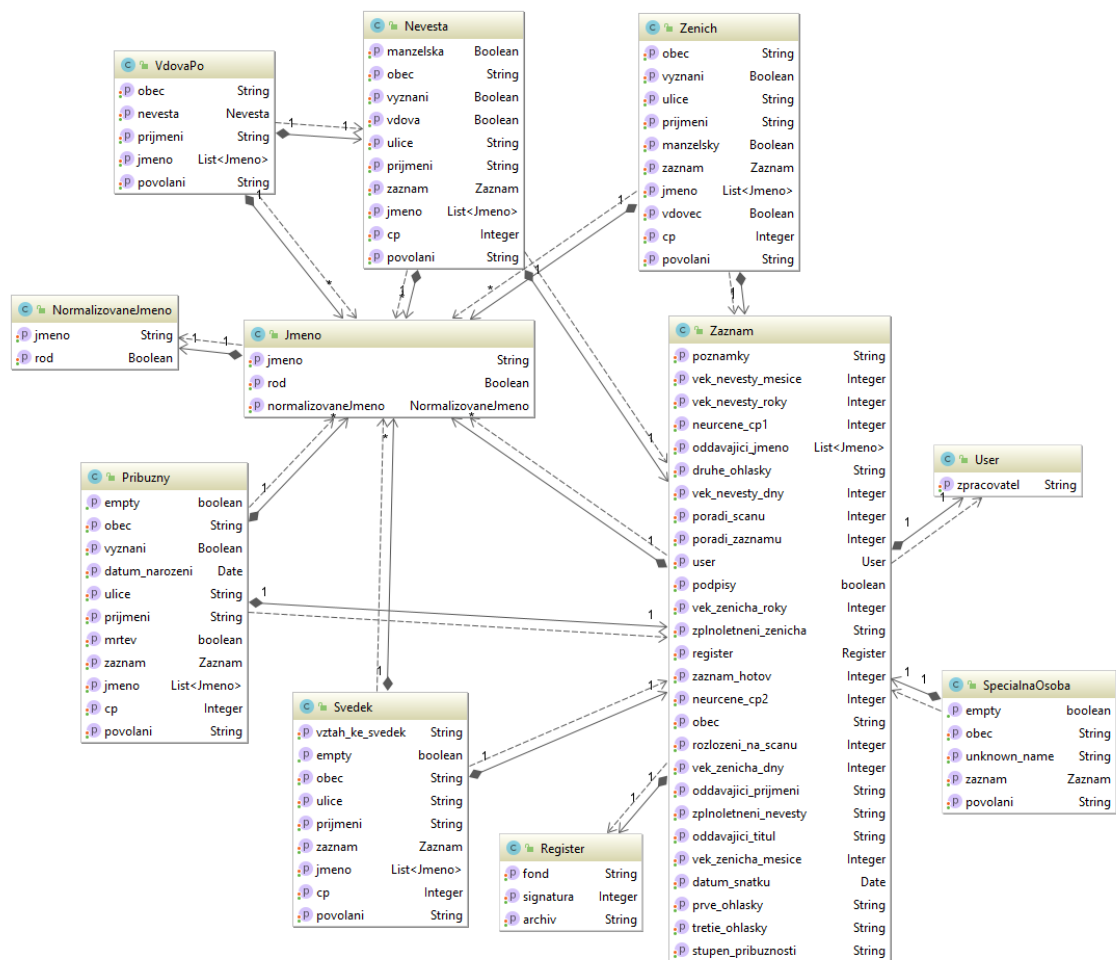 VdovaPo
obec String
nevesta Nevesta
prijmeni String
jmeno List<Jmeno>
povolani String
Nevesta
manzelska Boolean
obec String
vyznani Boolean
vdova Boolean
ulice String
prijmeni String
zaznam Zaznam
jmeno List<Jmeno>
cp Integer
povolani String
Zenich
obec String
vyznani Boolean
ulice String
prijmeni String
manzelsky Boolean
zaznam Zaznam
jmeno List<Jmeno>
vdovec Boolean
cp Integer
povolani String
NormalizovaneJmeno
jmeno String
rod Boolean
Jmeno
jmeno String
rod Boolean
normalizovaneJmeno NormalizovaneJmeno
Zaznam
poznamky String
vek_nevesty_mesice Integer
vek_nevesty_roky Integer
neurcene_cp1 Integer
oddavajici_jmeno List<Jmeno>
druhe_ohlasky String
vek_nevesty_dny Integer
poradi_scanu Integer
poradi_zaznamu Integer
user User
podpisy boolean
vek_zenicha_roky Integer
zplnoletneni_zenicha String
register Register
zaznam_hotov Integer
neurcene_cp2 Integer
obec String
rozlozeni_na_scanu Integer
vek_zenicha_dny Integer
oddavajici_prijmeni String
zplnoletneni_nevesty String
oddavajici_titul String
vek_zenicha_mesice Integer
datum_snatku Date
prve_ohlasky String
tretie_ohlasky String
stupen_pribuznosti String
User
zpracovatel String
Pribuzny
empty boolean
obec String
vyznani Boolean
datum_narozeni Date
ulice String
prijmeni String
mrtev boolean
zaznam Zaznam
jmeno List<Jmeno>
cp Integer
povolani String
Svedek
vztah_ke_svedek String
empty boolean
obec String
ulice String
prijmeni String
zaznam Zaznam
jmeno List<Jmeno>
cp Integer
povolani String
Register
fond String
signatura Integer
archiv String
SpecialnaOsoba
empty boolean
obec String
unknown_name String
zaznam Zaznam
povolani String